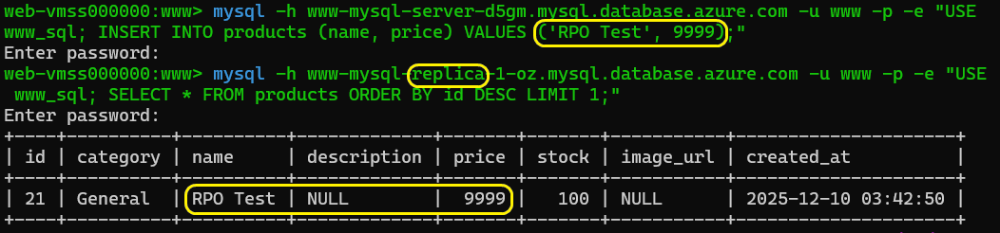 web-vmss000000:www> mysql -h www-mysql-server-d5gm.mysql.database.azure.com -u www -p -e "USE
www_sql; INSERT INTO products (name, price) VALUES ('RPO Test', 9999);"
Enter password:
web-vmss000000:www> mysql -h www-mysql-replica-1-oz.mysql.database.azure.com -u www -p -e "USE
 www_sql; SELECT * FROM products ORDER BY id DESC LIMIT 1;"
Enter password:
+----+----------+----------+-------------+-------+-------+-----------+---------------------+
| id | category | name     | description | price | stock | image_url | created_at          |
+----+----------+----------+-------------+-------+-------+-----------+---------------------+
| 21 | General  | RPO Test | NULL        |  9999 |   100 | NULL      | 2025-12-10 03:42:50 |
+----+----------+----------+-------------+-------+-------+-----------+---------------------+